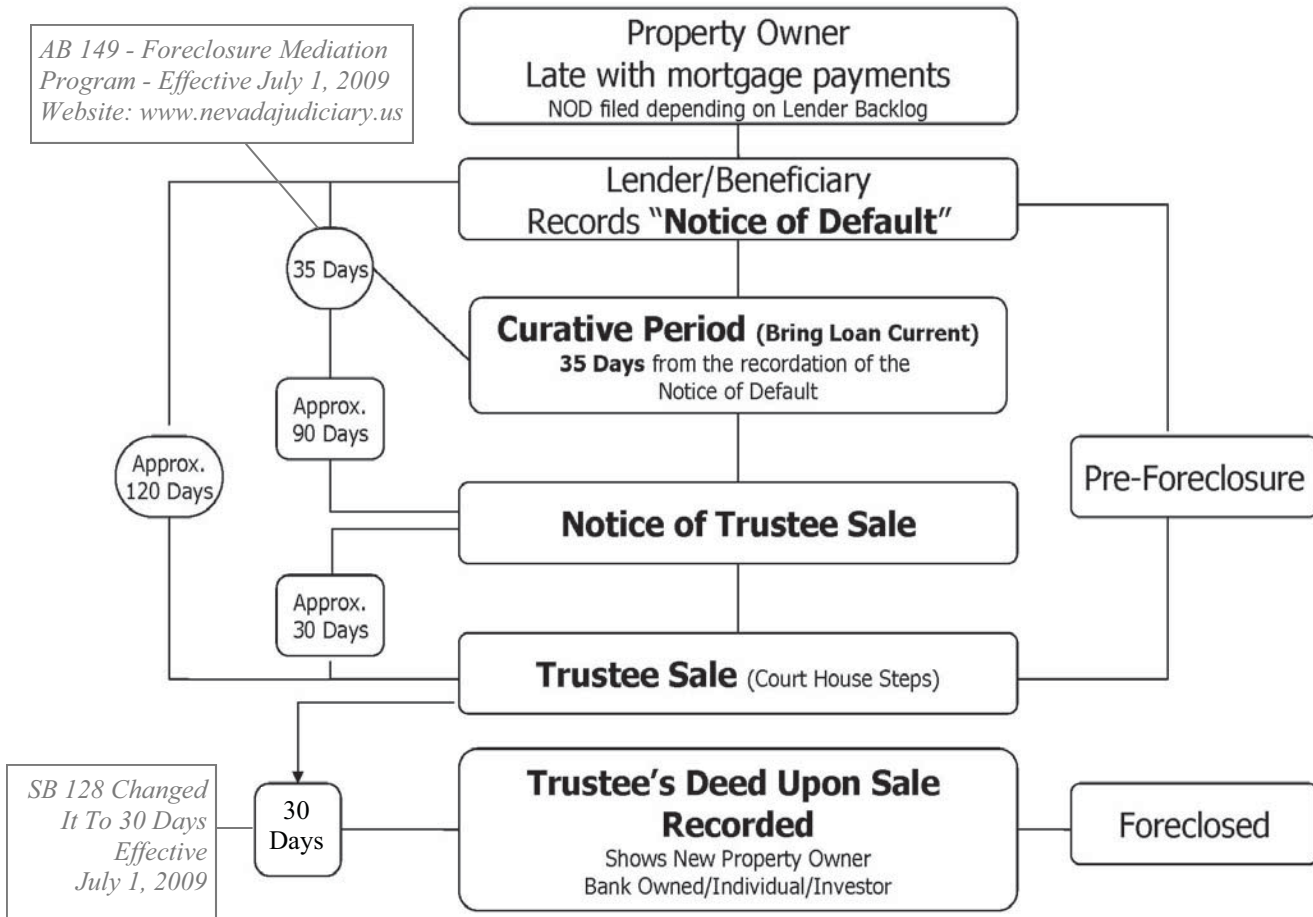 AB 149 - Foreclosure Mediation
Program - Effective July 1, 2009
Website: www.nevadajudiciary.us
Property Owner
Late with mortgage payments
NOD filed depending on Lender Backlog
Lender/Beneficiary
Records “Notice of Default”
35 Days
Curative Period (Bring Loan Current)
35 Days from the recordation of the
Notice of Default
Approx.
90 Days
Approx.
120 Days
Pre-Foreclosure
Notice of Trustee Sale
Approx.
30 Days
Trustee Sale (Court House Steps)
SB 128 Changed
It To 30 Days
Effective
July 1, 2009
30
Days
Trustee’s Deed Upon Sale
Recorded
Shows New Property Owner
Bank Owned/Individual/Investor
Foreclosed